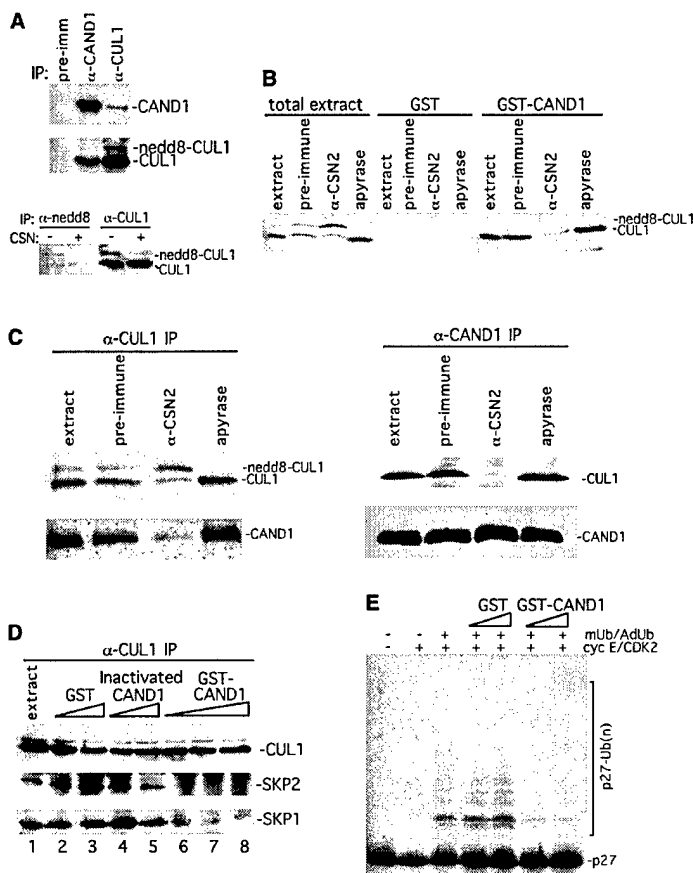 A
IP:
pre-imm
α-CAND1
α-CUL1
-CAND1
-nedd8-CUL1
-CUL1
IP: α-nedd8 α-CUL1
CSN: - + - +
-nedd8-CUL1
CUL1
B
total extract GST GST-CAND1
extract
pre-immune
α-CSN2
apyrase
extract
pre-immune
α-CSN2
apyrase
extract
pre-immune
α-CSN2
apyrase
-nedd8-CUL1
-CUL1
C
α-CUL1 IP
extract
pre-immune
α-CSN2
apyrase
-nedd8-CUL1
-CUL1
-CAND1
α-CAND1 IP
extract
pre-immune
α-CSN2
apyrase
-CUL1
-CAND1
D
α-CUL1 IP
extract
GST
Inactivated CAND1
GST-CAND1
-CUL1
-SKP2
-SKP1
1 2 3 4 5 6 7 8
E
GST GST-CAND1
- - + + + + + mUb/AdUb
- + + + + + + cyc E/CDK2
p27-Ub(n)
-p27